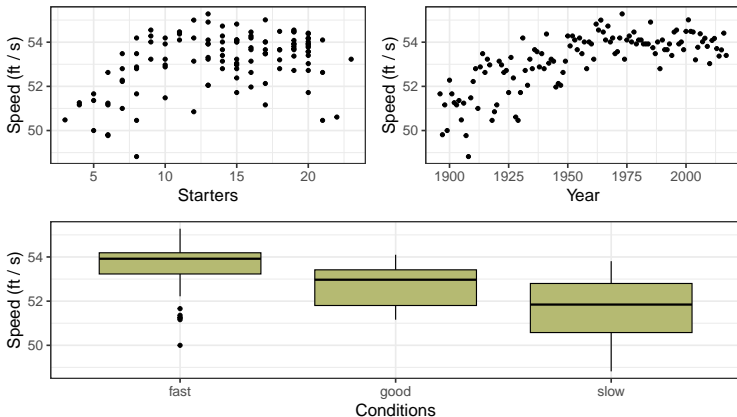 Speed (ft / s)
54
52
50
5
10
15
20
Starters
Speed (ft / s)
54
52
50
1900
1925
1950
1975
2000
Year
Speed (ft / s)
54
52
50
fast
good
slow
Conditions